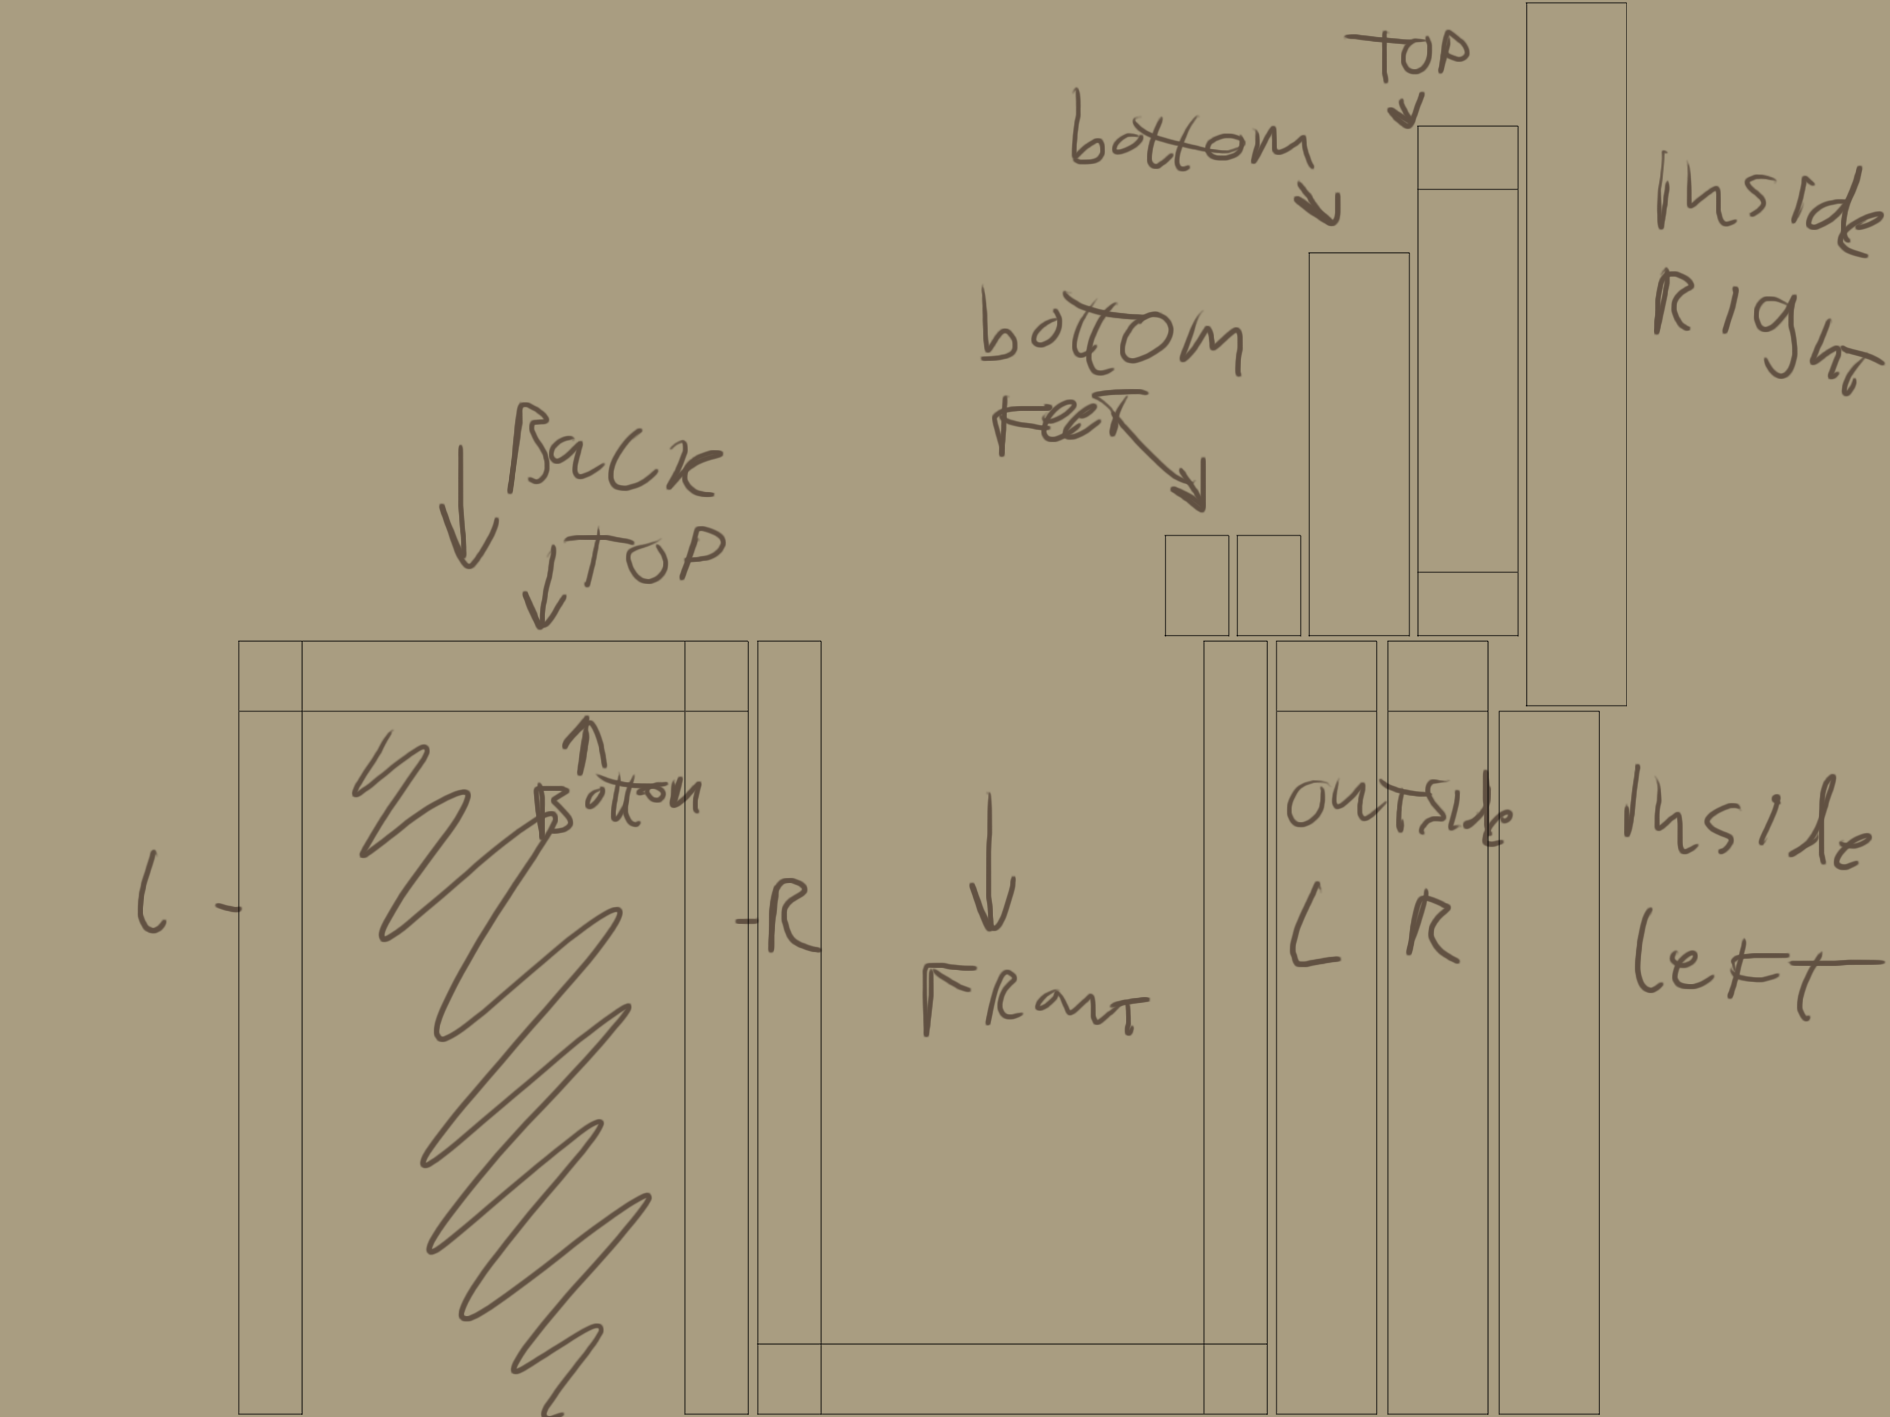 TOP
bottom
inside
Right
bottom
FEET
BACK
TOP
Bottom
outside
inside
L
-R
L R
left
FRonT